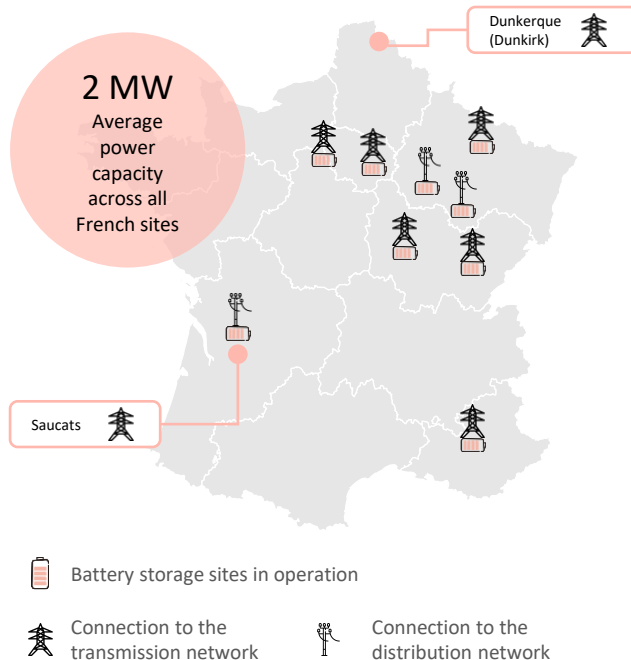 Dunkerque
(Dunkirk)
2 MW
Average
power
capacity
across all
French sites
Saucats
Battery storage sites in operation
Connection to the
transmission network
Connection to the
distribution network